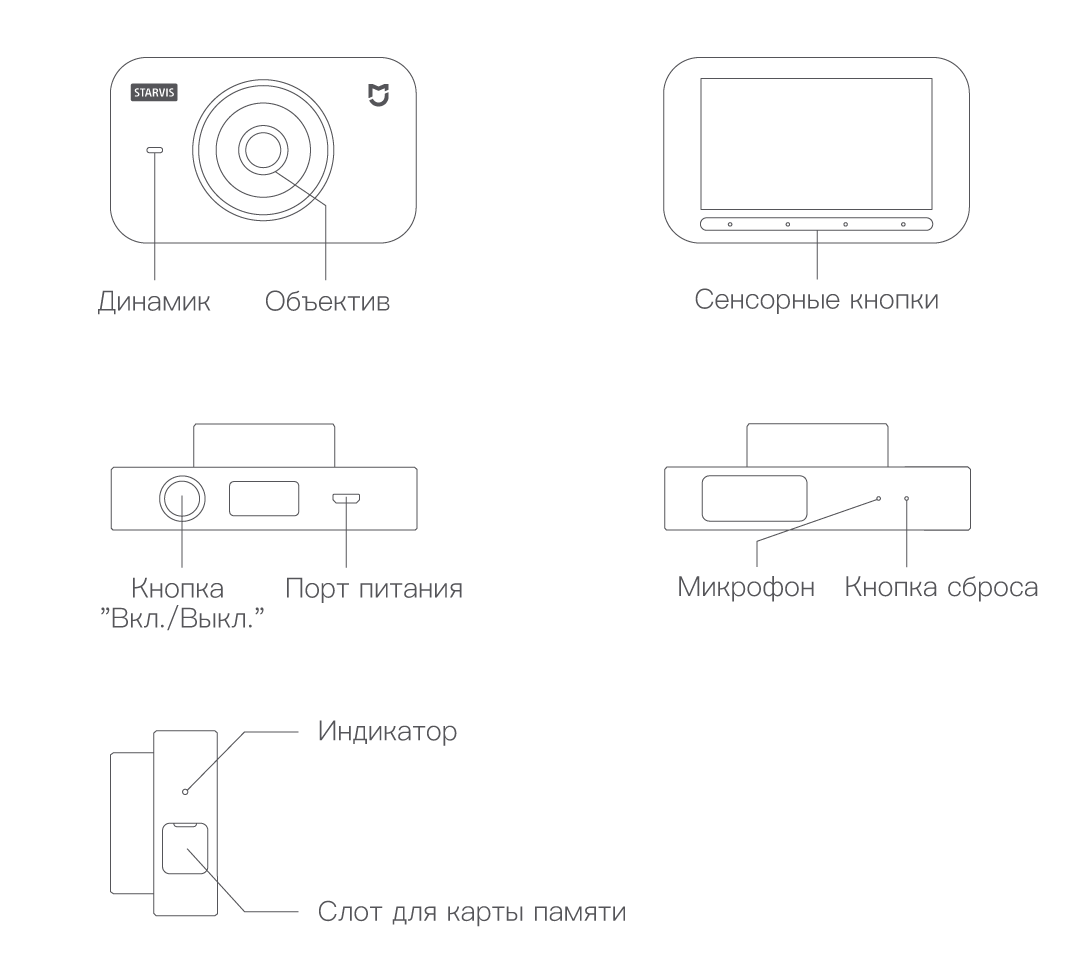 STARVIS
Динамик
Объектив
Сенсорные кнопки
Кнопка
”Вкл./Выкл.”
Порт питания
Микрофон
Кнопка сброса
Индикатор
Слот для карты памяти